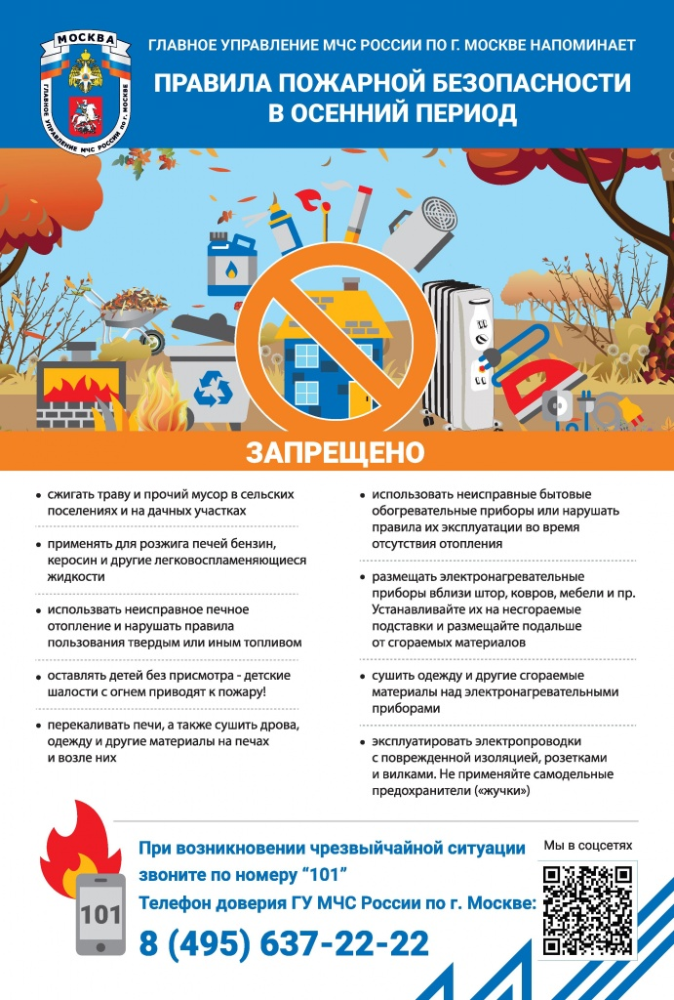 МОСКВА
ГЛАВНОЕ УПРАВЛЕНИЕ МЧС РОССИИ ПО Г. МОСКВЕ
ГЛАВНОЕ УПРАВЛЕНИЕ МЧС РОССИИ ПО Г. МОСКВЕ НАПОМИНАЕТ
ПРАВИЛА ПОЖАРНОЙ БЕЗОПАСНОСТИ
В ОСЕННИЙ ПЕРИОД
ЗАПРЕЩЕНО
• сжигать траву и прочий мусор в сельских
поселениях и на дачных участках
• применять для розжига печей бензин,
керосин и другие легковоспламеняющиеся
жидкости
• использвать неисправное печное
отопление и нарушать правила
пользования твердым или иным топливом
• оставлять детей без присмотра - детские
шалости с огнем приводят к пожару!
• перекаливать печи, а также сушить дрова,
одежду и другие материалы на печах
и возле них
• использовать неисправные бытовые
обогревательные приборы или нарушать
правила их эксплуатации во время
отсутствия отопления
• размещать электронагревательные
приборы вблизи штор, ковров, мебели и пр.
Устанавливайте их на несгораемые
подставки и размещайте подальше
от сгораемых материалов
• сушить одежду и другие сгораемые
материалы над электронагревательными
приборами
• эксплуатировать электропроводки
с поврежденной изоляцией, розетками
и вилками. Не применяйте самодельные
предохранители («жучки»)
101
При возникновении чрезвыйчайной ситуации
звоните по номеру “101”
Телефон доверия ГУ МЧС России по г. Москве:
8 (495) 637-22-22
Мы в соцсетях